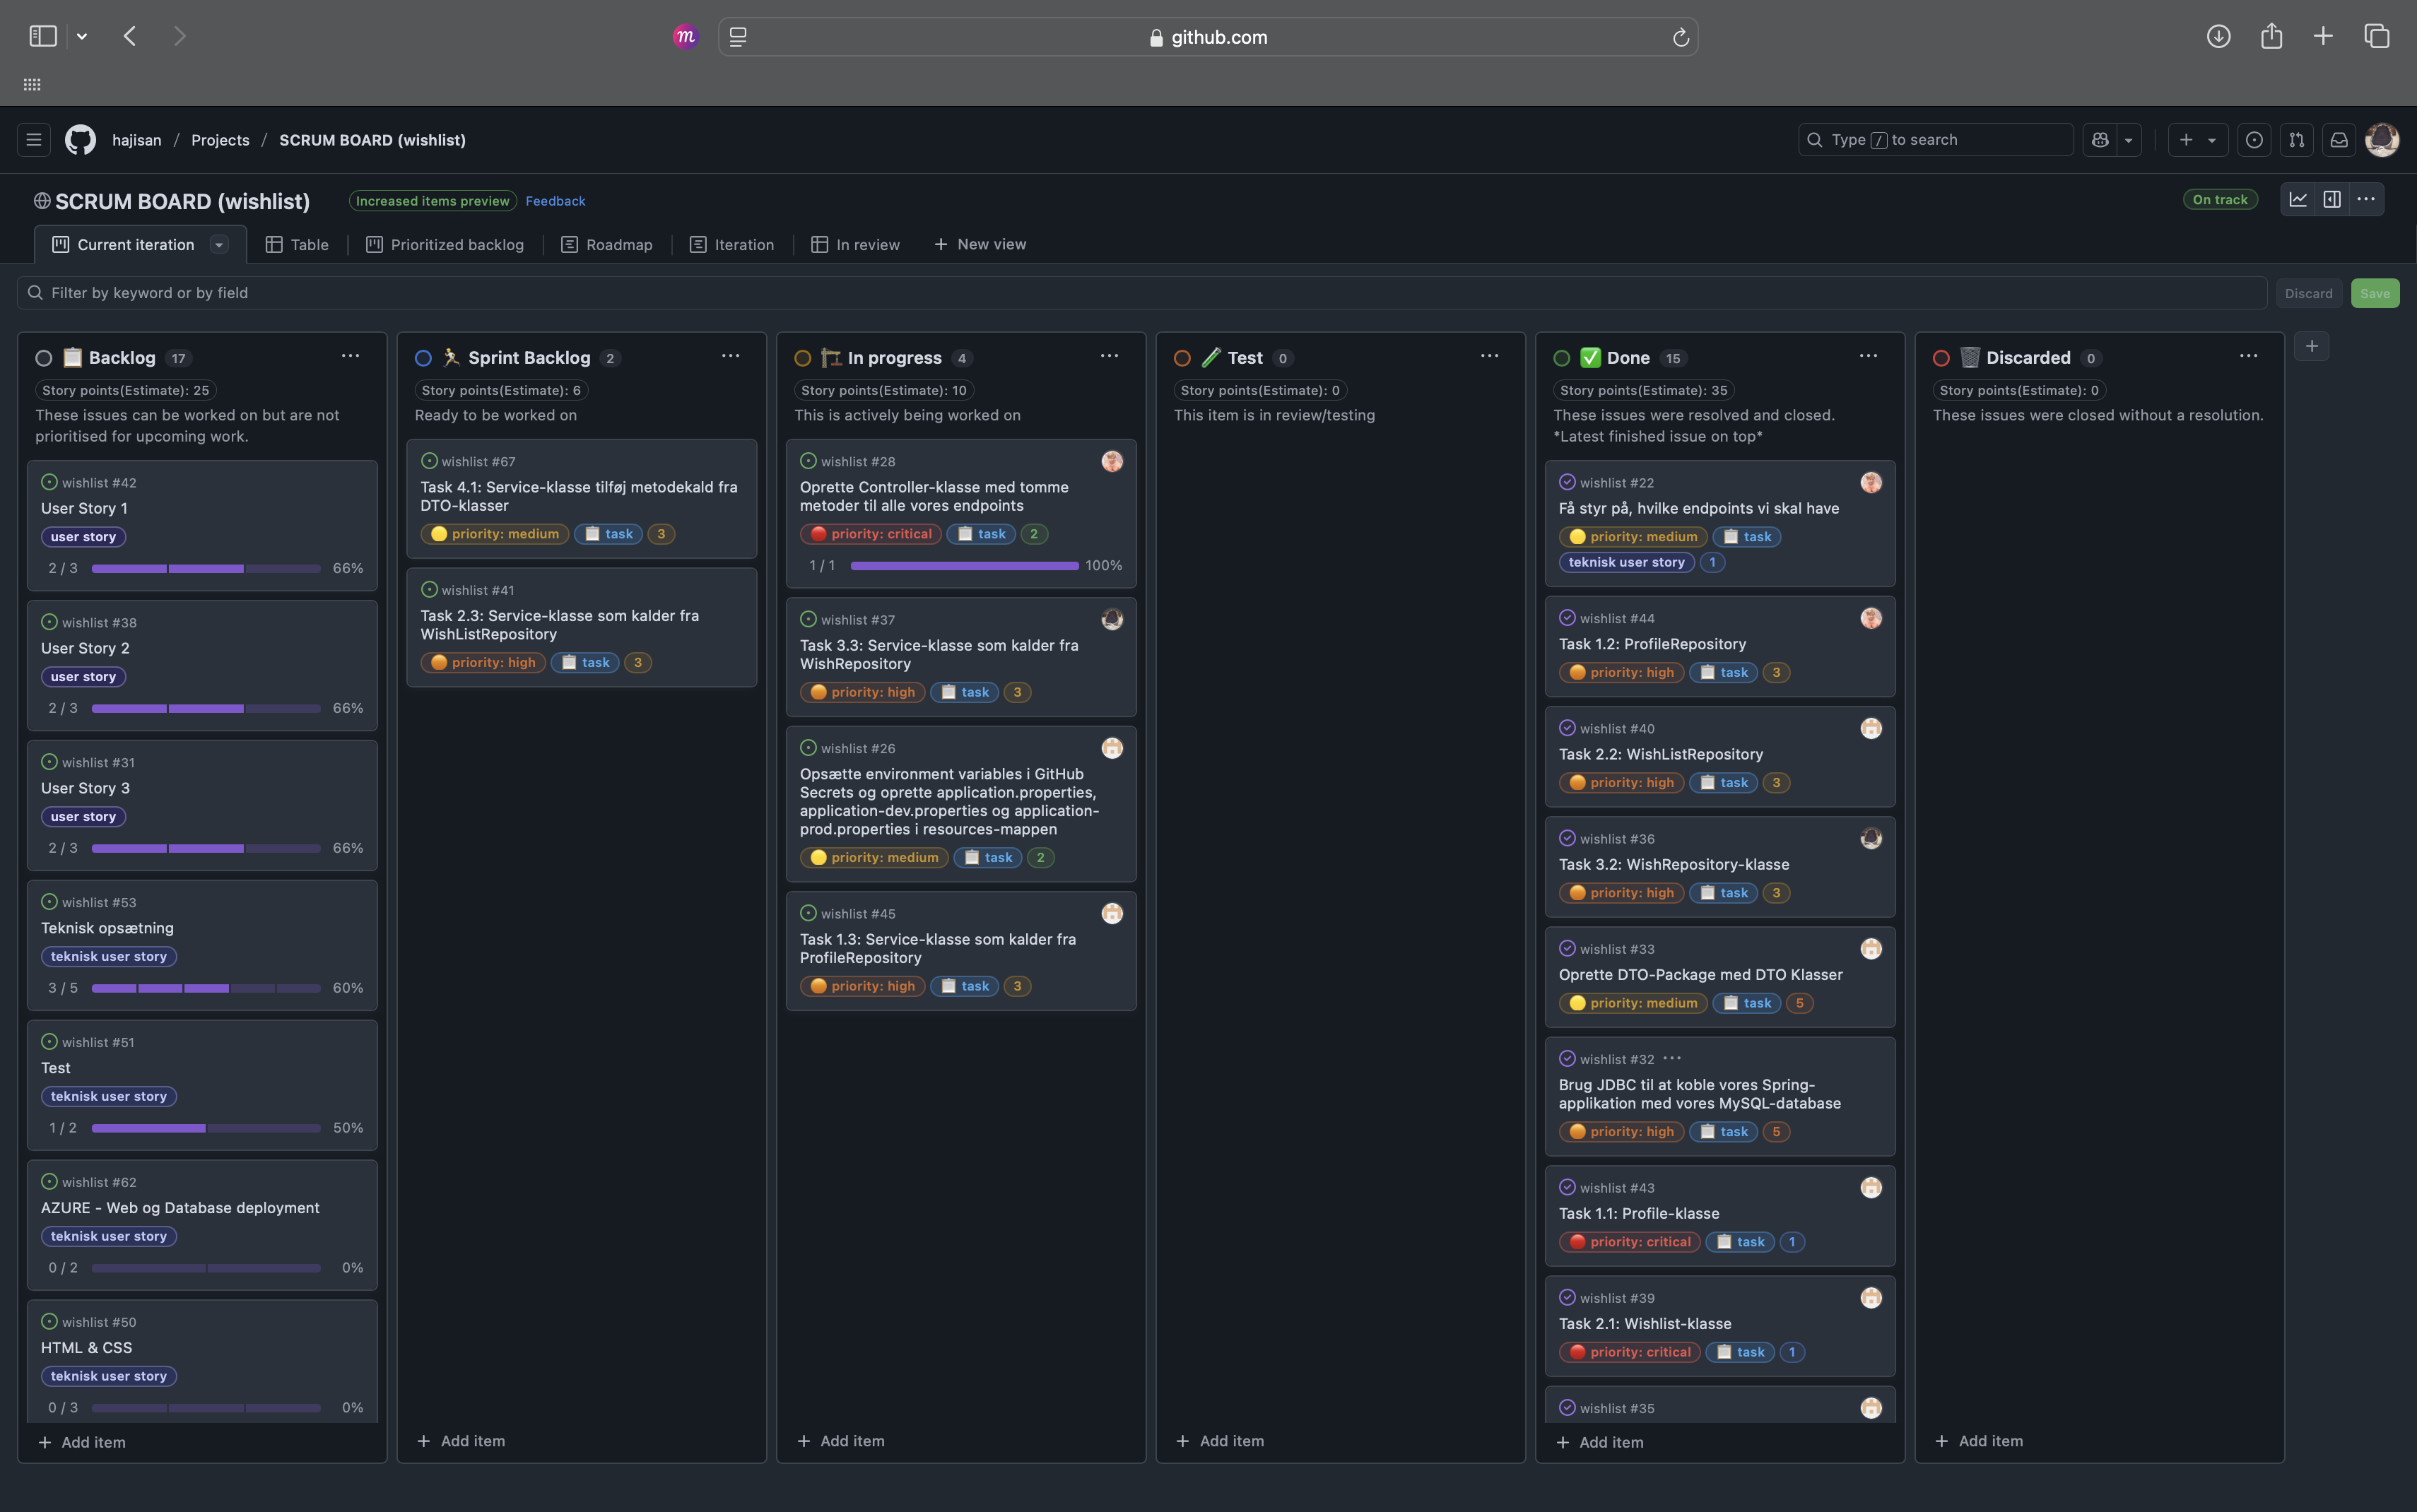 m
github.com
hajisan / Projects / SCRUM BOARD (wishlist)
Type / to search
SCRUM BOARD (wishlist)
Increased items preview
Feedback
On track
Current iteration
Table
Prioritized backlog
Roadmap
Iteration
In review
New view
Filter by keyword or by field
Discard
Save
Backlog 17
Story points(Estimate): 25
These issues can be worked on but are not
prioritised for upcoming work.
wishlist #42
User Story 1
user story
2 / 3 66%
wishlist #38
User Story 2
user story
2 / 3 66%
wishlist #31
User Story 3
user story
2 / 3 66%
wishlist #53
Teknisk opsætning
teknisk user story
3 / 5 60%
wishlist #51
Test
teknisk user story
1 / 2 50%
wishlist #62
AZURE - Web og Database deployment
teknisk user story
0 / 2 0%
wishlist #50
HTML & CSS
teknisk user story
0 / 3 0%
Add item
Sprint Backlog 2
Story points(Estimate): 6
Ready to be worked on
wishlist #67
Task 4.1: Service-klasse tilføj metodekald fra
DTO-klasser
priority: medium task 3
wishlist #41
Task 2.3: Service-klasse som kalder fra
WishListRepository
priority: high task 3
Add item
In progress 4
Story points(Estimate): 10
This is actively being worked on
wishlist #28
Oprette Controller-klasse med tomme
metoder til alle vores endpoints
priority: critical task 2
1 / 1 100%
wishlist #37
Task 3.3: Service-klasse som kalder fra
WishRepository
priority: high task 3
wishlist #26
Opsætte environment variables i GitHub
Secrets og oprette application.properties,
application-dev.properties og application-
prod.properties i resources-mappen
priority: medium task 2
wishlist #45
Task 1.3: Service-klasse som kalder fra
ProfileRepository
priority: high task 3
Add item
Test 0
Story points(Estimate): 0
This item is in review/testing
Add item
Done 15
Story points(Estimate): 35
These issues were resolved and closed.
*Latest finished issue on top*
wishlist #22
Få styr på, hvilke endpoints vi skal have
priority: medium task
teknisk user story 1
wishlist #44
Task 1.2: ProfileRepository
priority: high task 3
wishlist #40
Task 2.2: WishListRepository
priority: high task 3
wishlist #36
Task 3.2: WishRepository-klasse
priority: high task 3
wishlist #33
Oprette DTO-Package med DTO Klasser
priority: medium task 5
wishlist #32
Brug JDBC til at koble vores Spring-
applikation med vores MySQL-database
priority: high task 5
wishlist #43
Task 1.1: Profile-klasse
priority: critical task 1
wishlist #39
Task 2.1: Wishlist-klasse
priority: critical task 1
wishlist #35
Add item
Discarded 0
Story points(Estimate): 0
These issues were closed without a resolution.
Add item